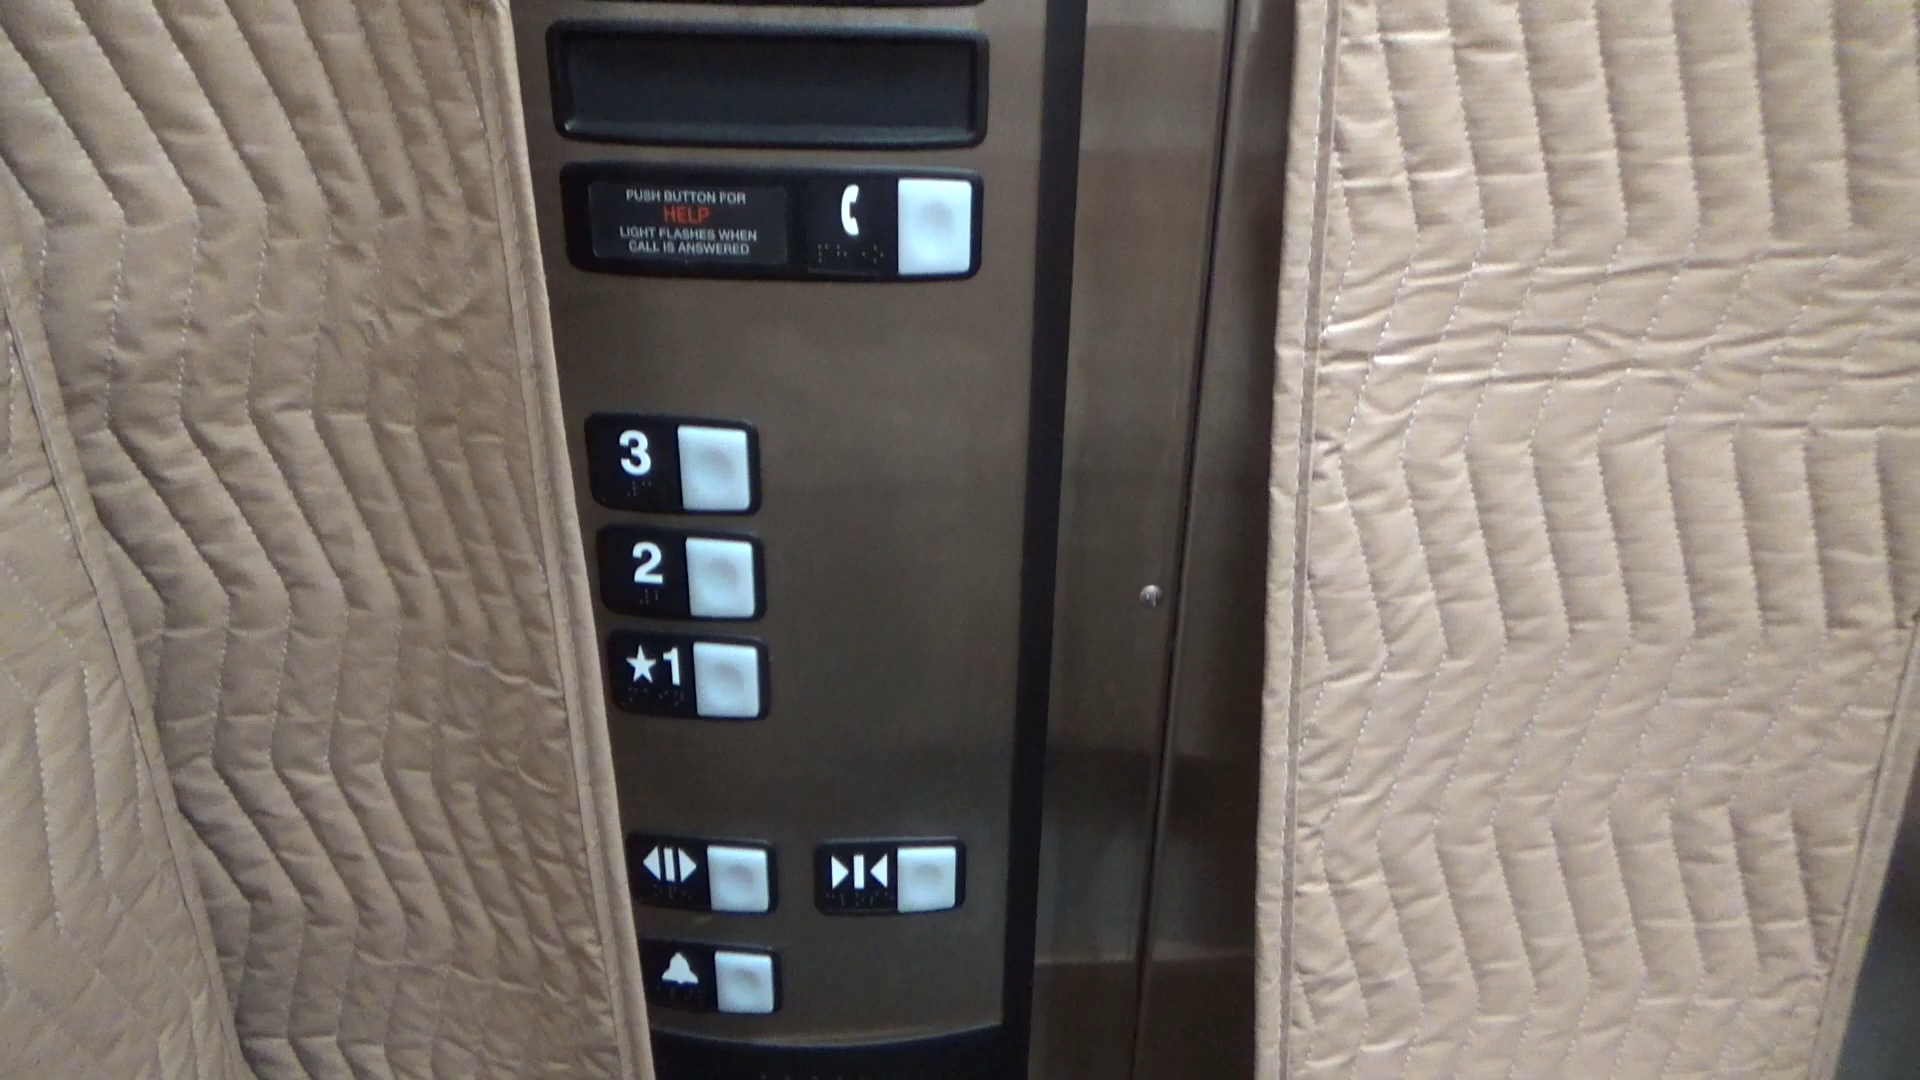 PUSH BUTTON FOR
HELP
LIGHT FLASHES WHEN
CALL IS ANSWERED
3
2
★1